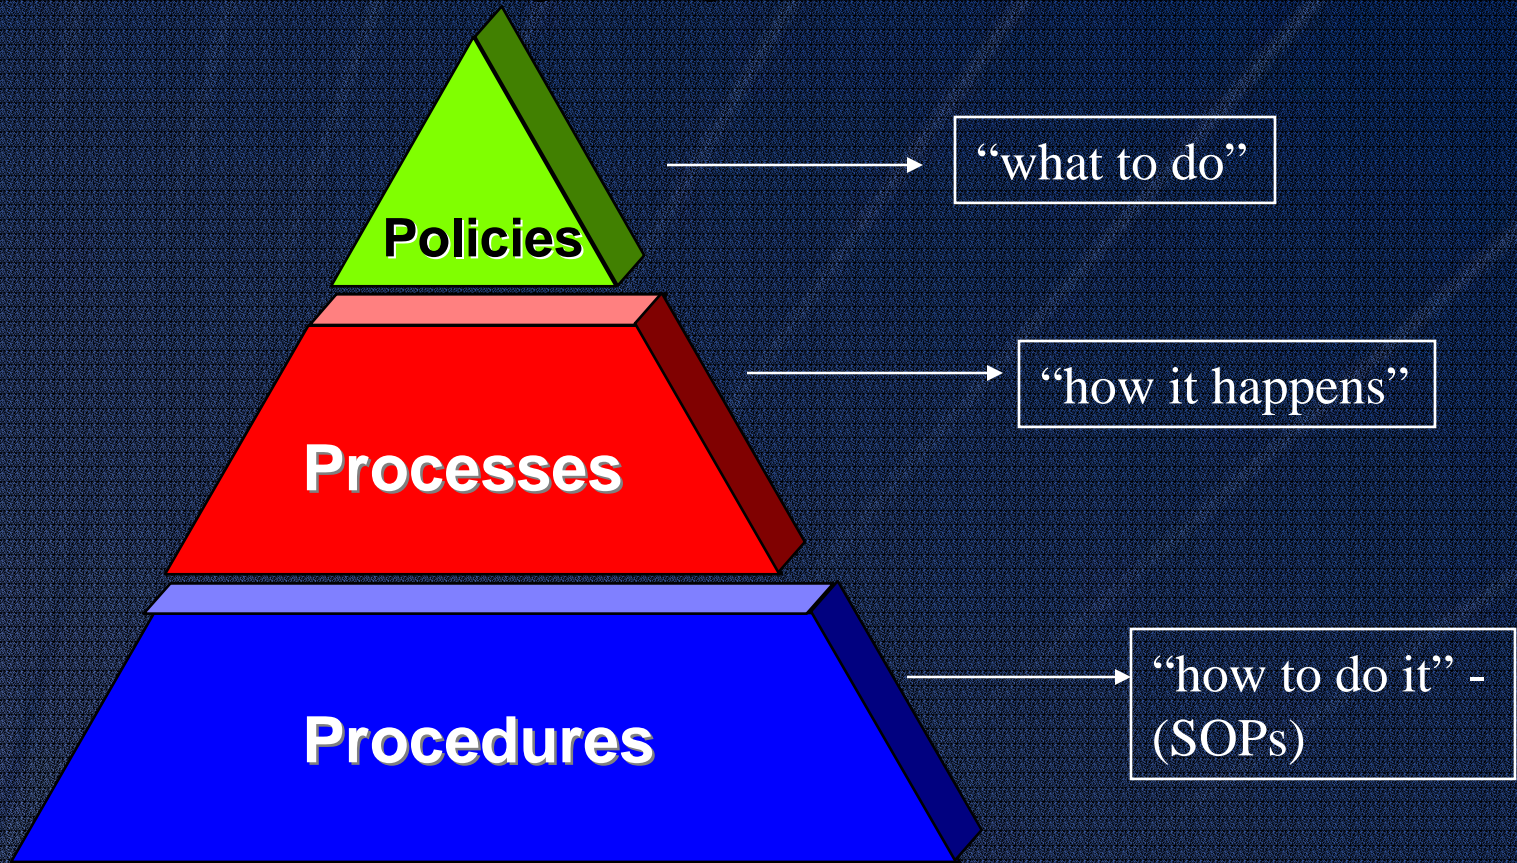 “what to do”
Policies
“how it happens”
Processes
“how to do it” -
(SOPs)
Procedures